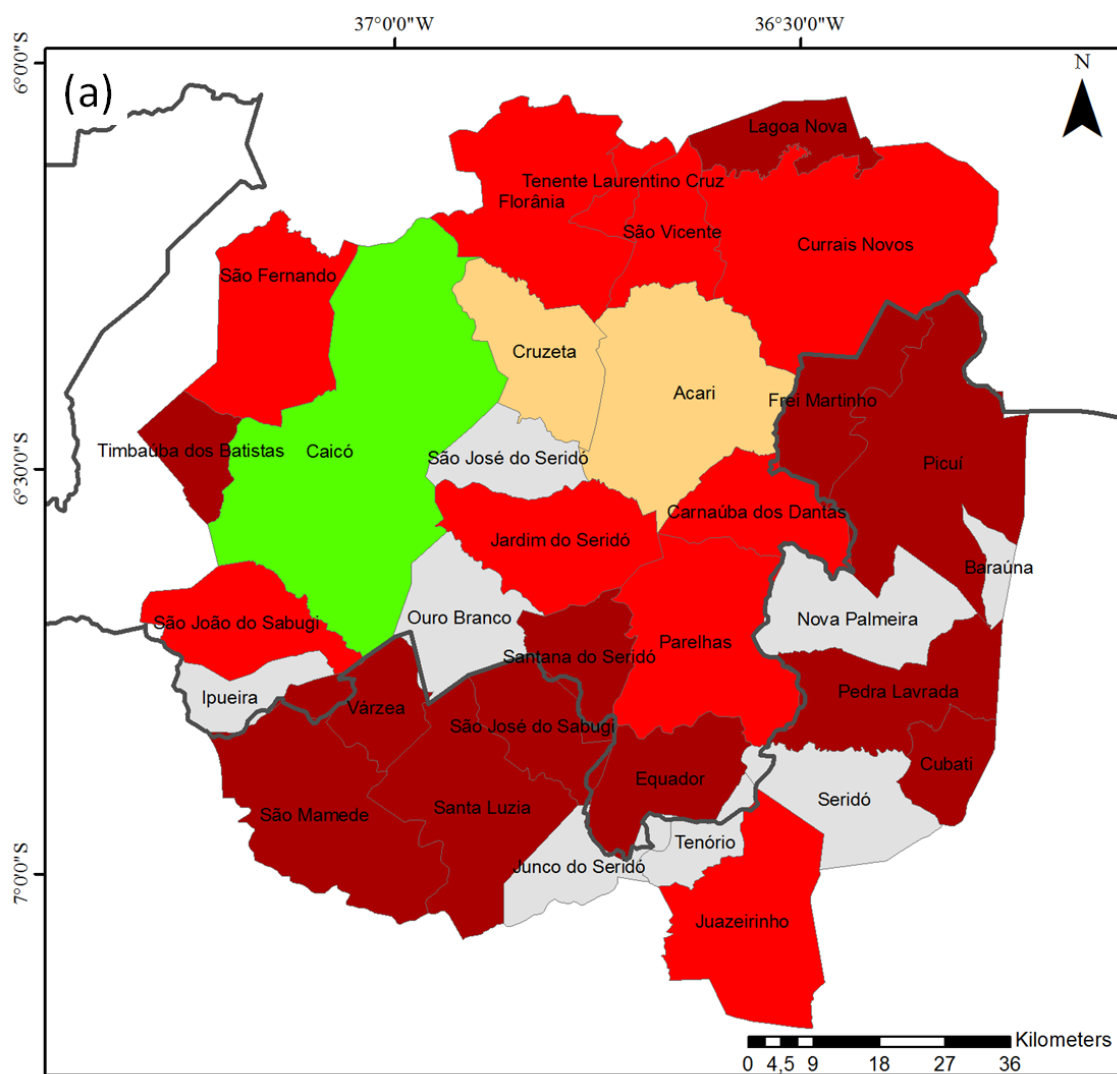 37°0'0"W
36°30'0"W
6°0'0"S
(a)
N
Lagoa Nova
Tenente Laurentino Cruz
Florânia
São Vicente
Currais Novos
São Fernando
Cruzeta
Acari
Frei Martinho
Timbaúba dos Batistas
Caicó
São José do Seridó
Picuí
6°30'0"S
Carnaúba dos Dantas
Jardim do Seridó
Baraúna
São João do Sabugi
Ouro Branco
Nova Palmeira
Santana do Seridó
Parelhas
Ipueira
Várzea
Pedra Lavrada
São José do Sabugi
Equador
Cubati
São Mamede
Santa Luzia
Seridó
Tenório
Junco do Seridó
7°0'0"S
Juazeirinho
Kilometers
0 4,5 9 18 27 36